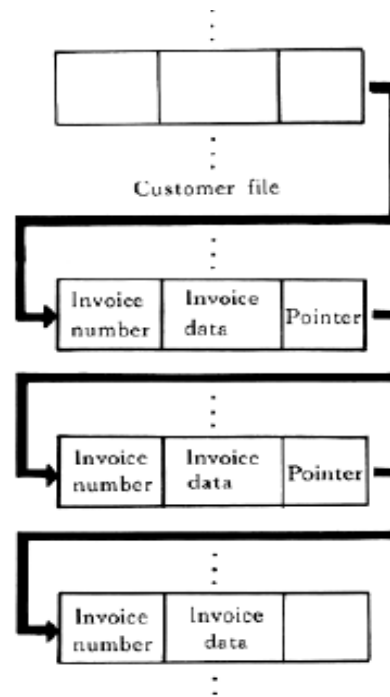 Customer file
Invoice number
Invoice data
Pointer
Invoice number
Invoice data
Pointer
Invoice number
Invoice data